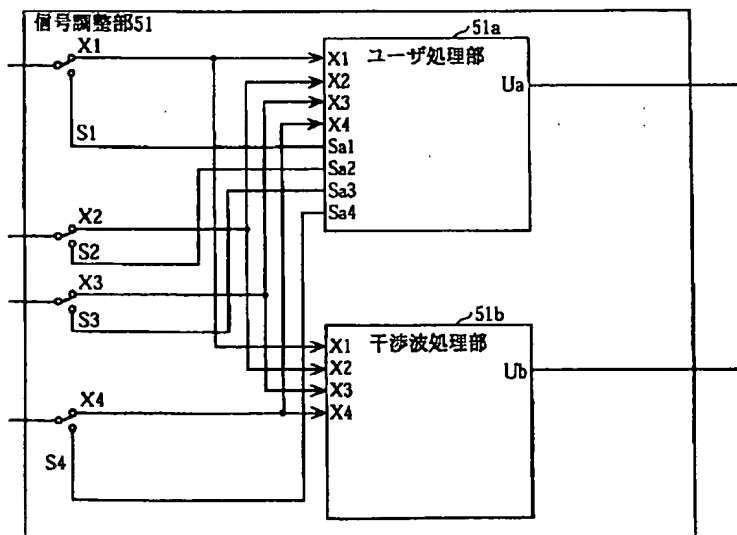 信号調整部51
X1
S1
X2
S2
X3
S3
X4
S4
51a
ユーザ処理部
X1
X2
X3
X4
Sa1
Sa2
Sa3
Sa4
Ua
51b
干渉波処理部
X1
X2
X3
X4
Ub